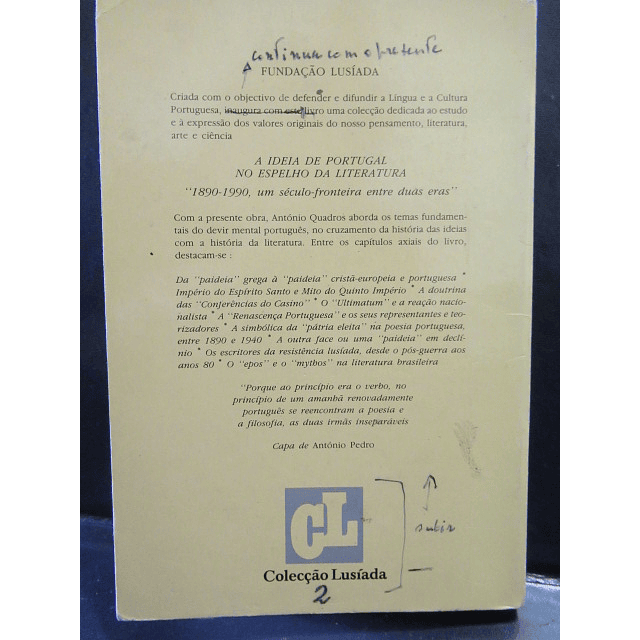 continua com o presente
FUNDAÇÃO LUSÍADA
Criada com o objectivo de defender e difundir a Língua e a Cultura
Portuguesa, inaugura com este livro uma colecção dedicada ao estudo
e à expressão dos valores originais do nosso pensamento, literatura,
arte e ciência
A IDEIA DE PORTUGAL
NO ESPELHO DA LITERATURA
"1890-1990, um século-fronteira entre duas eras"
Com a presente obra, António Quadros aborda os temas fundamen-
tais do devir mental português, no cruzamento da história das ideias
com a história da literatura. Entre os capítulos axiais do livro,
destacam-se :
Da "paideia" grega à "paideia" cristã-europeia e portuguesa *
Império do Espírito Santo e Mito do Quinto Império * A doutrina
das "Conferências do Casino" * O "Ultimatum" e a reação nacio-
nalista * A "Renascença Portuguesa" e os seus representantes e teo-
rizadores * A simbólica da "pátria eleita" na poesia portuguesa,
entre 1890 e 1940 * A outra face ou uma "paideia" em declí-
nio * Os escritores da resistência lusíada, desde o pós-guerra aos
anos 80 * O "epos" e o "mythos" na literatura brasileira
"Porque ao princípio era o verbo, no
princípio de um amanhã renovadamente
português se reencontram a poesia e
a filosofia, as duas irmãs inseparáveis
Capa de António Pedro
CL
subir
Colecção Lusíada
2